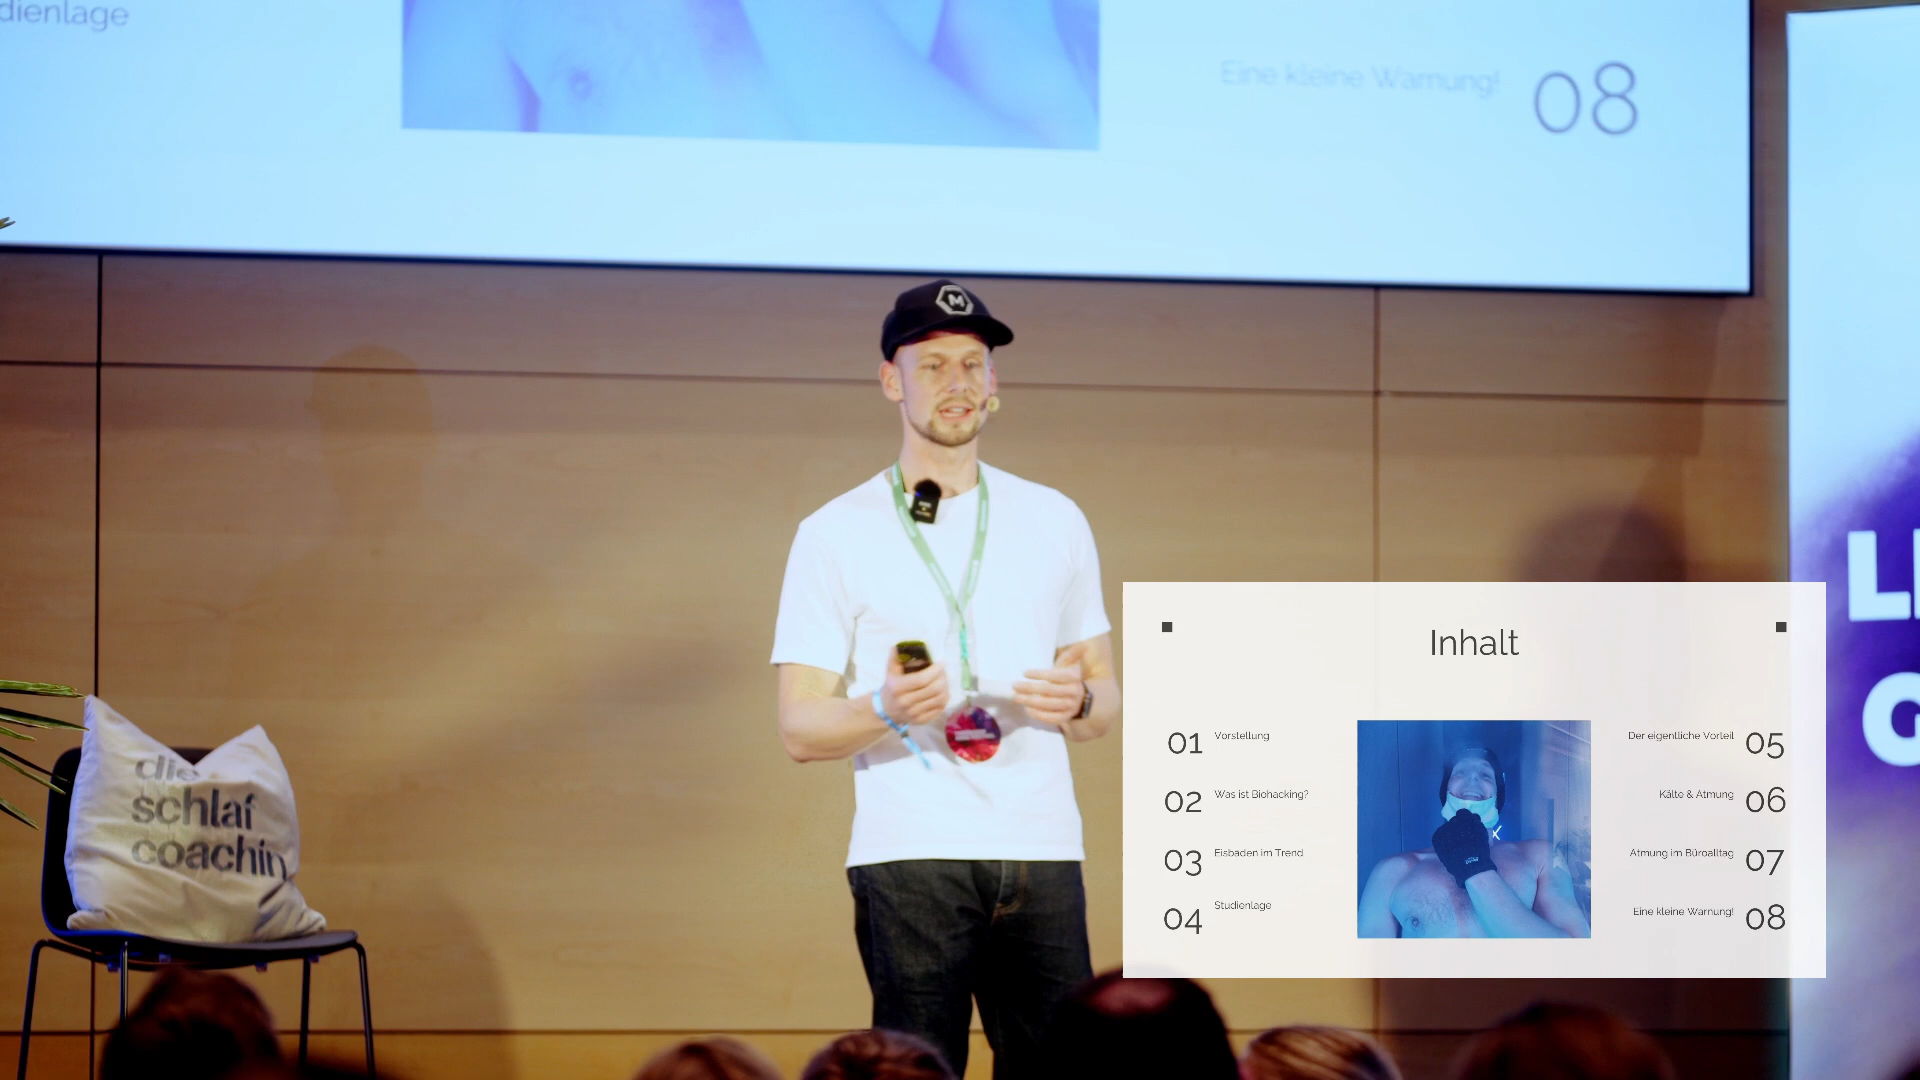 dienlage
Eine kleine Warnung!
08
M
die
schlaf
coachin
Inhalt
01 Vorstellung
02 Was ist Biohacking?
03 Eisbaden im Trend
04 Studienlage
Der eigentliche Vorteil 05
Kälte & Atmung 06
Atmung im Büroalltag 07
Eine kleine Warnung! 08